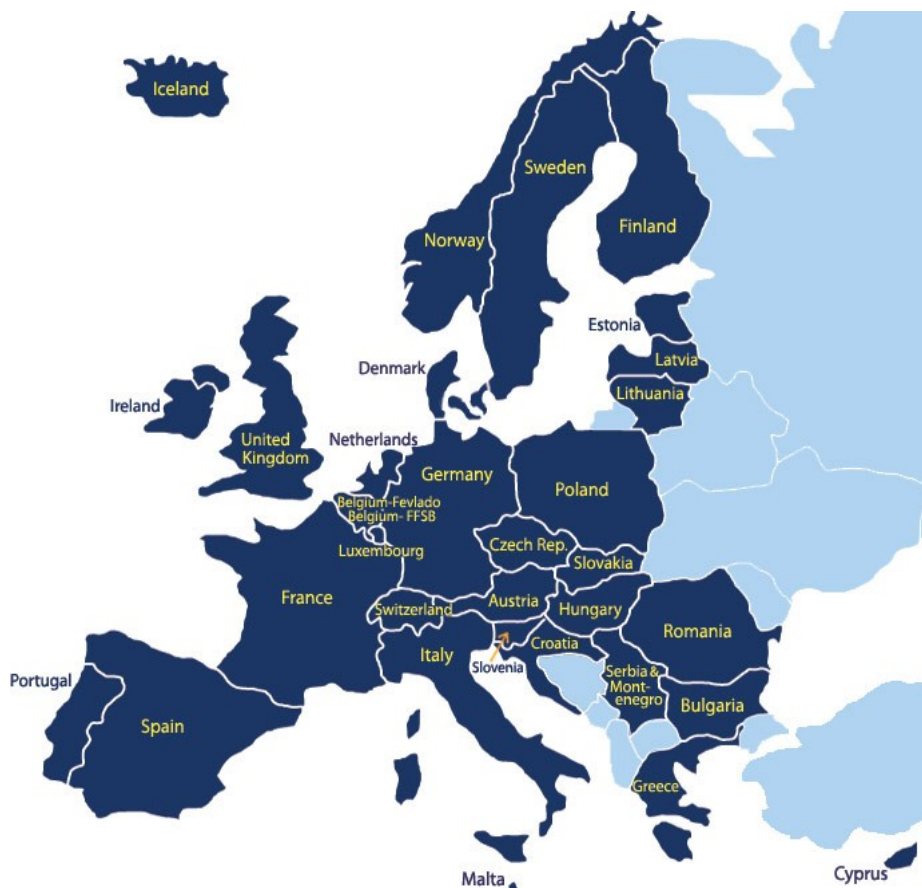 Iceland
Sweden
Norway
Finland
Estonia
Latvia
Denmark
Lithuania
Ireland
United
Kingdom
Netherlands
Germany
Poland
Belgium-Fevlado
Belgium- FFSB
Luxembourg
Czech Rep.
Slovakia
France
Switzerland
Austria
Hungary
Romania
Italy
Slovenia
Croatia
Serbia &
Mont-
enegro
Bulgaria
Portugal
Spain
Greece
Malta
Cyprus